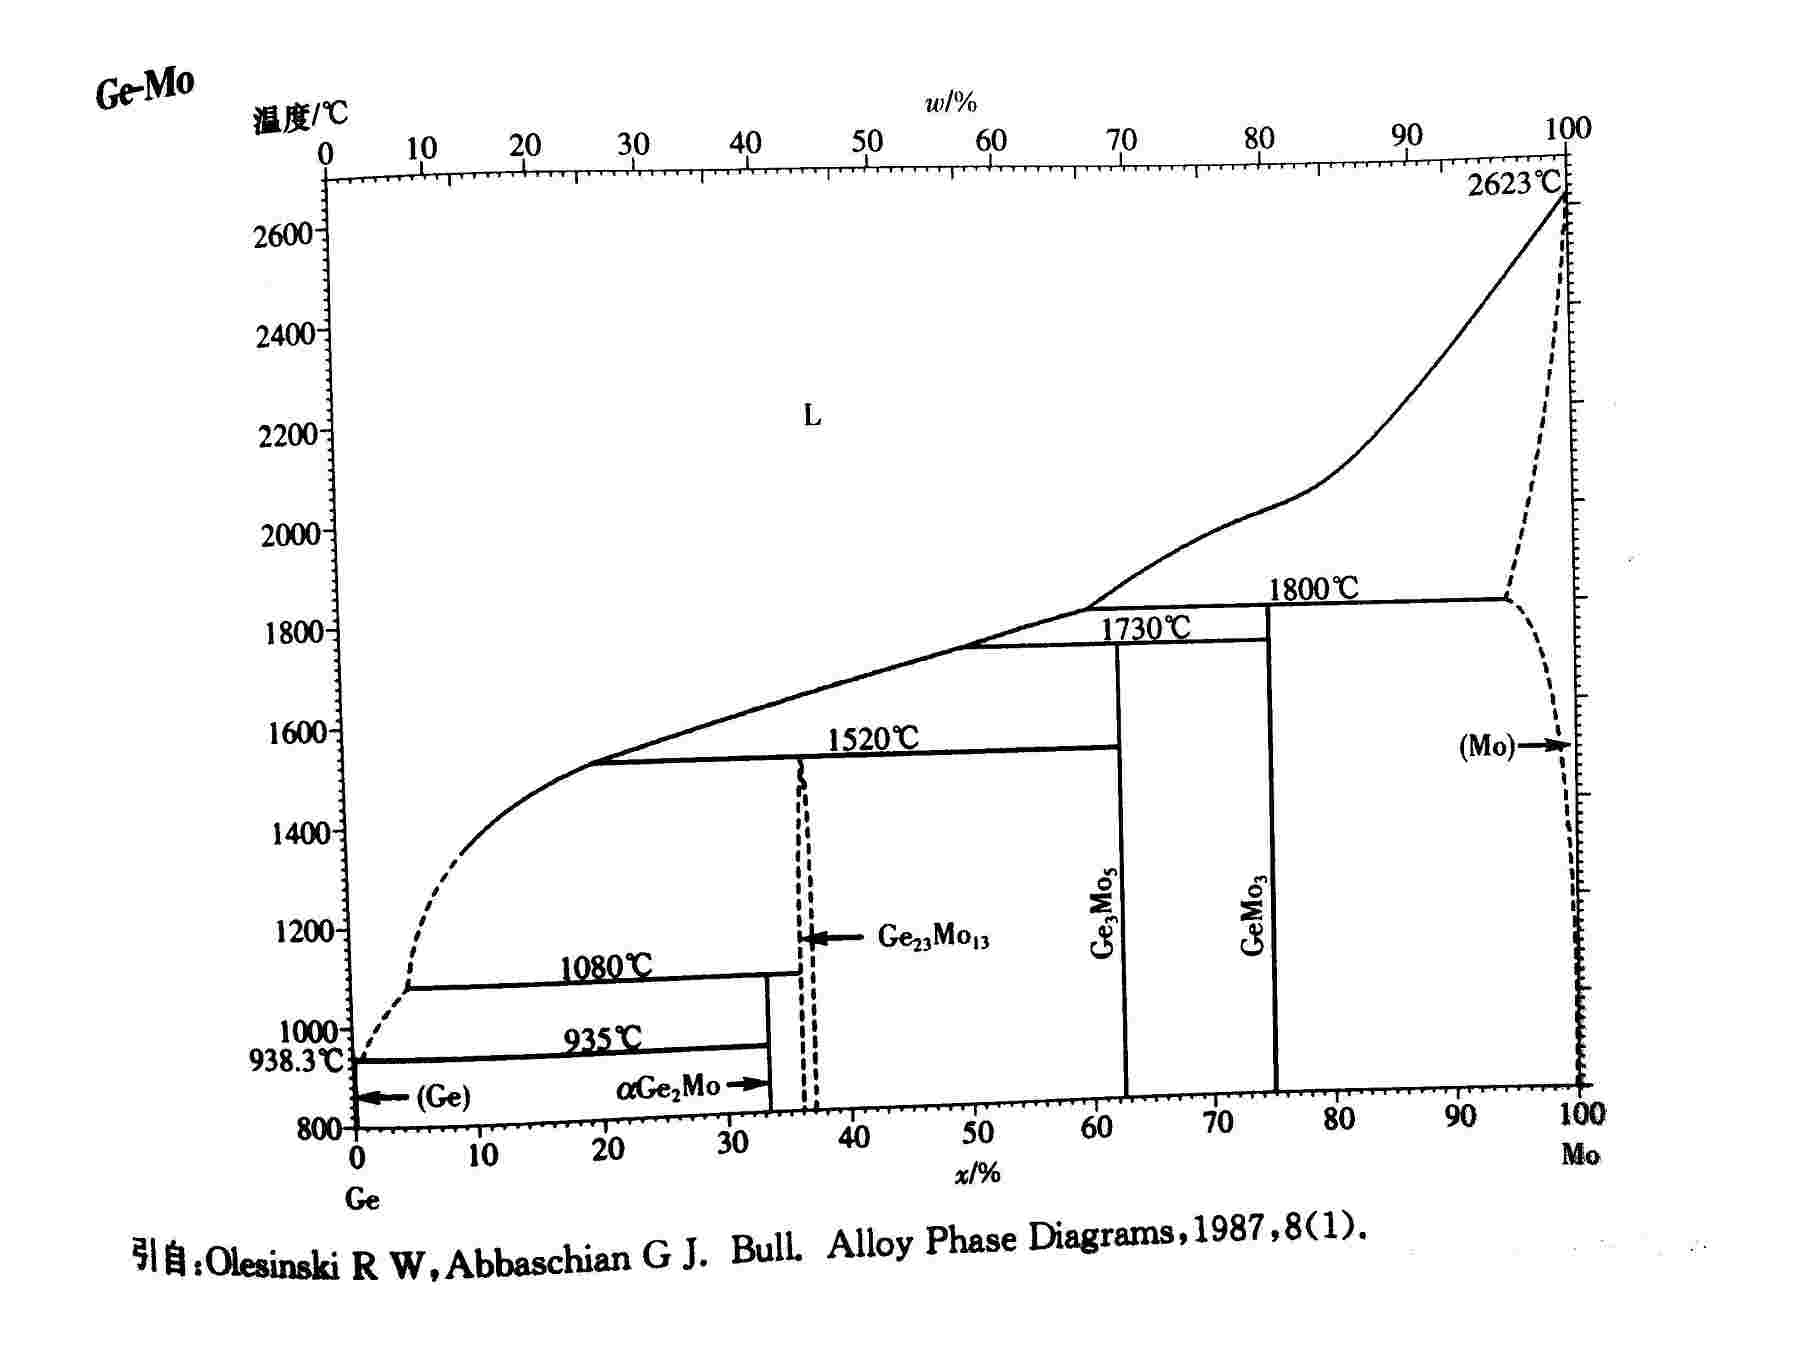 Ge-Mo
温度/℃
w/%
0 10 20 30 40 50 60 70 80 90 100
2623℃
2600
2400
L
2200
2000
1800℃
1800
1730℃
1600
1520℃
(Mo)
1400
Ge₃Mo₅
GeMo₃
1200
Ge₂₃Mo₁₃
1080℃
1000
935℃
938.3℃
(Ge)
αGe₂Mo
800
0 10 20 30 40 50 60 70 80 90 100
Ge
x/%
Mo
引自:Olesinski R W,Abbaschian G J. Bull. Alloy Phase Diagrams,1987,8(1).